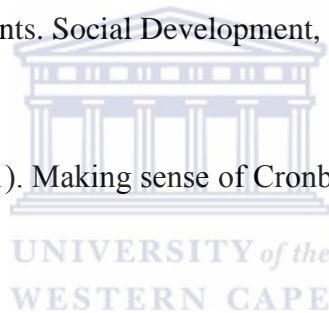 nts. Social Development,
). Making sense of Cronb
UNIVERSITY of the
WESTERN CAPE